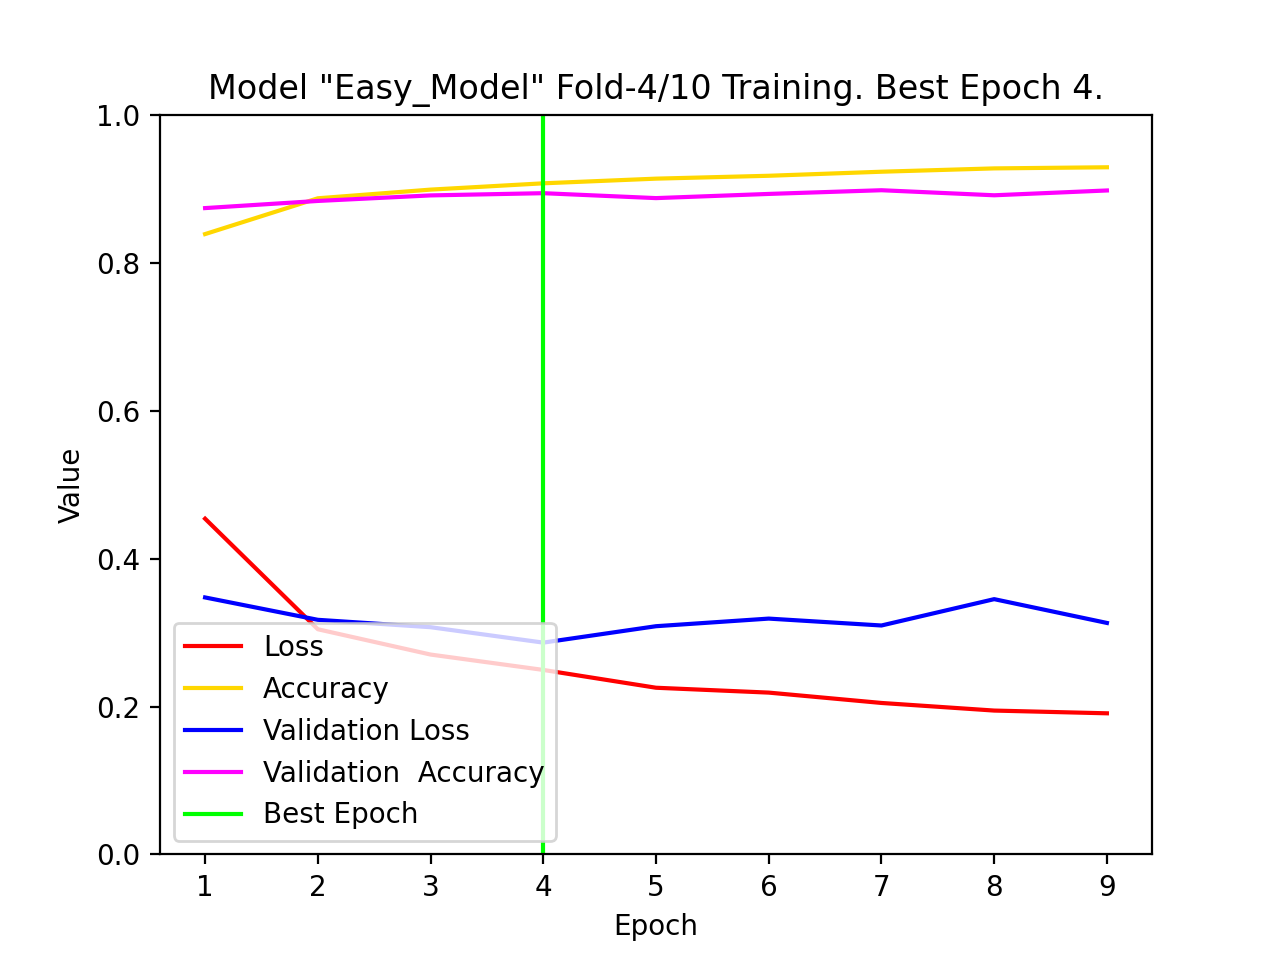 Model "Easy_Model" Fold-4/10 Training. Best Epoch 4.
1.0
0.8
0.6
0.4
0.2
0.0
Value
Loss
Accuracy
Validation Loss
Validation  Accuracy
Best Epoch
1 2 3 4 5 6 7 8 9
Epoch